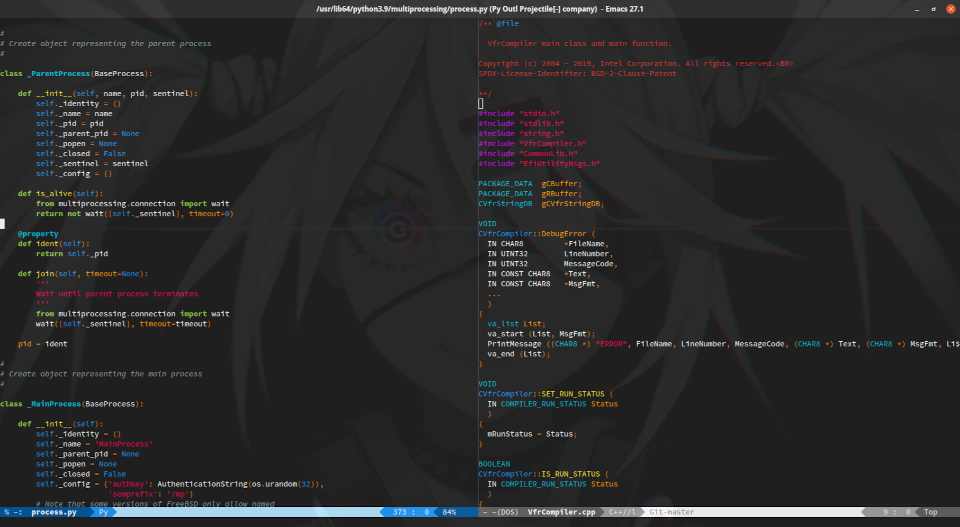 /usr/lib64/python3.9/multiprocessing/process.py (Py Outl Projectile[-] company) - Emacs 27.1
#
# Create object representing the parent process
#
class _ParentProcess(BaseProcess):
def __init__(self, name, pid, sentinel):
self._identity = ()
self._name = name
self._pid = pid
self._parent_pid = None
self._popen = None
self._closed = False
self._sentinel = sentinel
self._config = {}
def is_alive(self):
from multiprocessing.connection import wait
return not wait([self._sentinel], timeout=0)
@property
def ident(self):
return self._pid
def join(self, timeout=None):
'''
Wait until parent process terminates
'''
from multiprocessing.connection import wait
wait([self._sentinel], timeout=timeout)
pid = ident
#
# Create object representing the main process
#
class _MainProcess(BaseProcess):
def __init__(self):
self._identity = ()
self._name = 'MainProcess'
self._parent_pid = None
self._popen = None
self._closed = False
self._config = {'authkey': AuthenticationString(os.urandom(32)),
'semprefix': '/mp'}
# Note that some versions of FreeBSD only allow named
% -: process.py Py 373 : 0 84%
/** @file
VfrCompiler main class and main function.
Copyright (c) 2004 - 2019, Intel Corporation. All rights reserved.<BR>
SPDX-License-Identifier: BSD-2-Clause-Patent
**/
#include "stdio.h"
#include "stdlib.h"
#include "string.h"
#include "VfrCompiler.h"
#include "CommonLib.h"
#include "EfiUtilityMsgs.h"
PACKAGE_DATA gCBuffer;
PACKAGE_DATA gRBuffer;
CVfrStringDB gCVfrStringDB;
VOID
CVfrCompiler::DebugError (
IN CHAR8 *FileName,
IN UINT32 LineNumber,
IN UINT32 MessageCode,
IN CONST CHAR8 *Text,
IN CONST CHAR8 *MsgFmt,
...
)
{
va_list List;
va_start (List, MsgFmt);
PrintMessage ((CHAR8 *) "ERROR", FileName, LineNumber, MessageCode, (CHAR8 *) Text, (CHAR8 *) MsgFmt, Li$
va_end (List);
}
VOID
CVfrCompiler::SET_RUN_STATUS (
IN COMPILER_RUN_STATUS Status
)
{
mRunStatus = Status;
}
BOOLEAN
CVfrCompiler::IS_RUN_STATUS (
IN COMPILER_RUN_STATUS Status
)
{
- -(DOS) VfrCompiler.cpp C++//l Git-master 9 : 0 Top